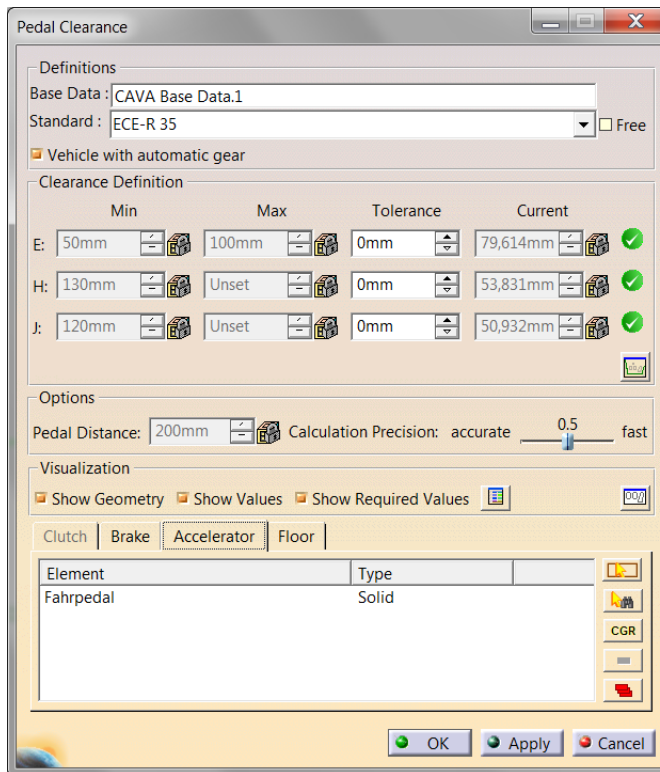 Pedal Clearance
Definitions
Base Data : CAVA Base Data.1
Standard : ECE-R 35 Free
Vehicle with automatic gear
Clearance Definition
Min Max Tolerance Current
E: 50mm 100mm 0mm 79,614mm
H: 130mm Unset 0mm 53,831mm
J: 120mm Unset 0mm 50,932mm
Options
Pedal Distance: 200mm Calculation Precision: accurate 0.5 fast
Visualization
Show Geometry Show Values Show Required Values
Clutch Brake Accelerator Floor
Element Type
Fahrpedal Solid
CGR
OK Apply Cancel